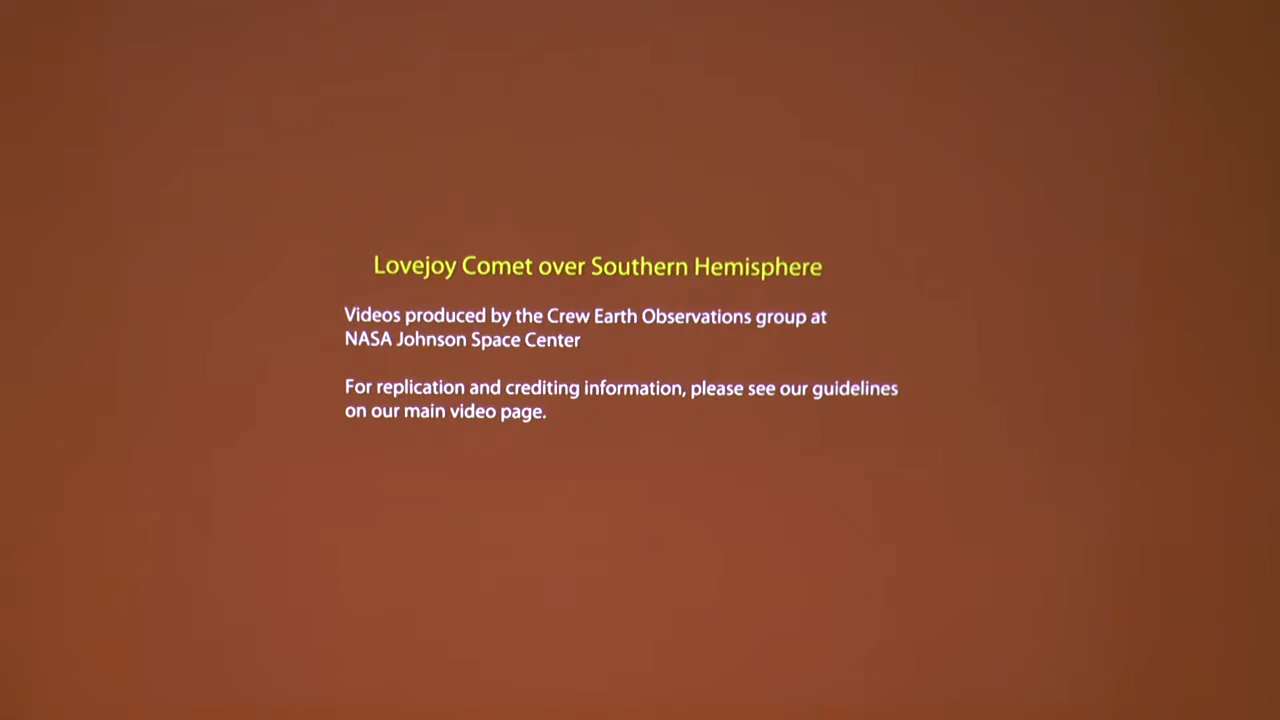 Lovejoy Comet over Southern Hemisphere
Videos produced by the Crew Earth Observations group at
NASA Johnson Space Center
For replication and crediting information, please see our guidelines
on our main video page.